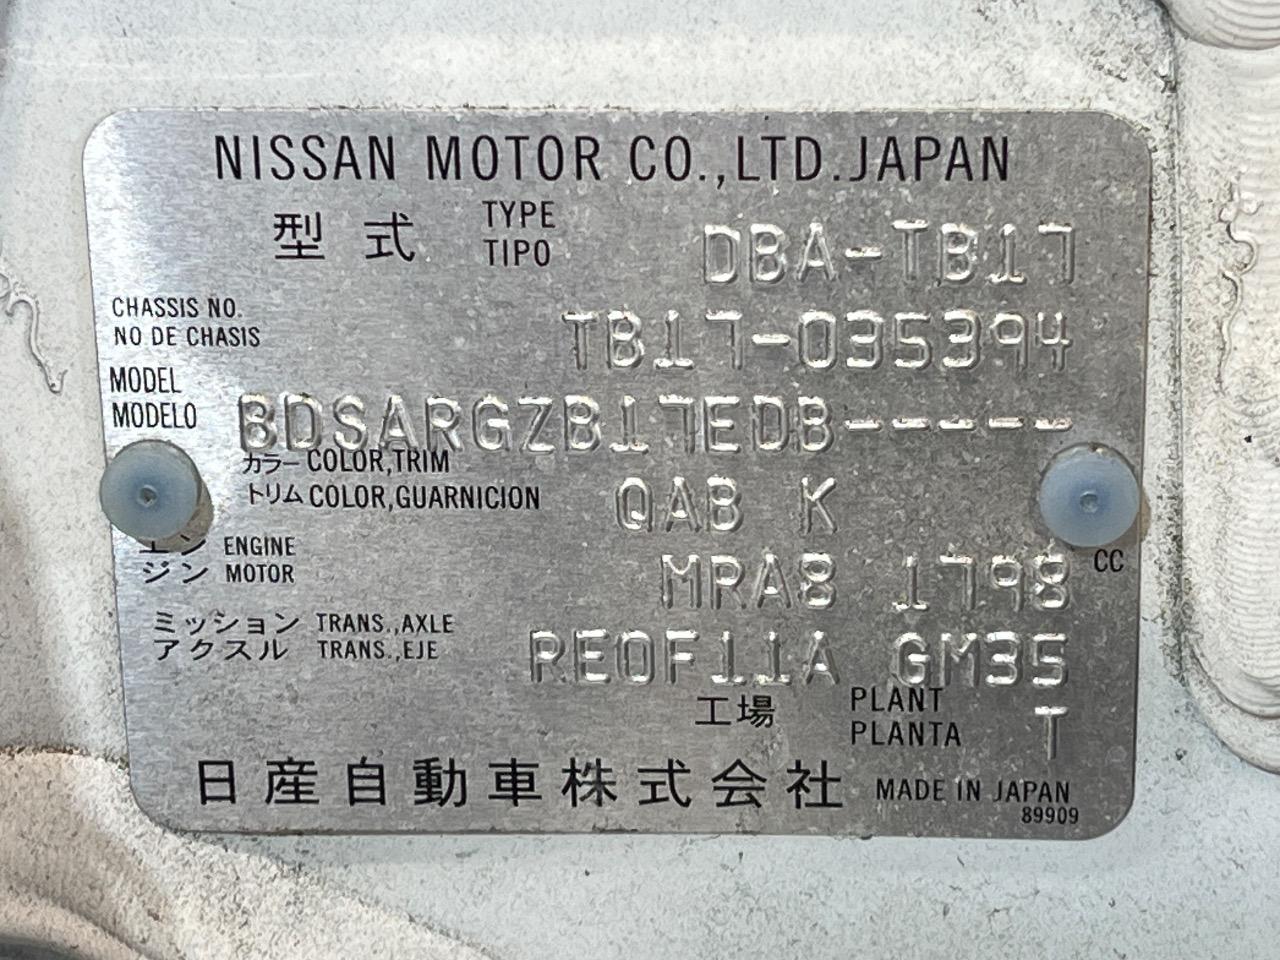 NISSAN MOTOR CO.,LTD.JAPAN
型式 TYPE DBA-TB17
TIPO
CHASSIS NO. TB17-035394
NO DE CHASIS
MODEL
MODELO BDSARGZB17EDB-----
カラー COLOR,TRIM
トリム COLOR,GUARNICION QAB K
エン ENGINE MRA8 1798 CC
ジン MOTOR
ミッション TRANS.,AXLE
アクスル TRANS.,EJE RE0F11A GM35
工場 PLANT T
PLANTA
日産自動車株式会社 MADE IN JAPAN
89909